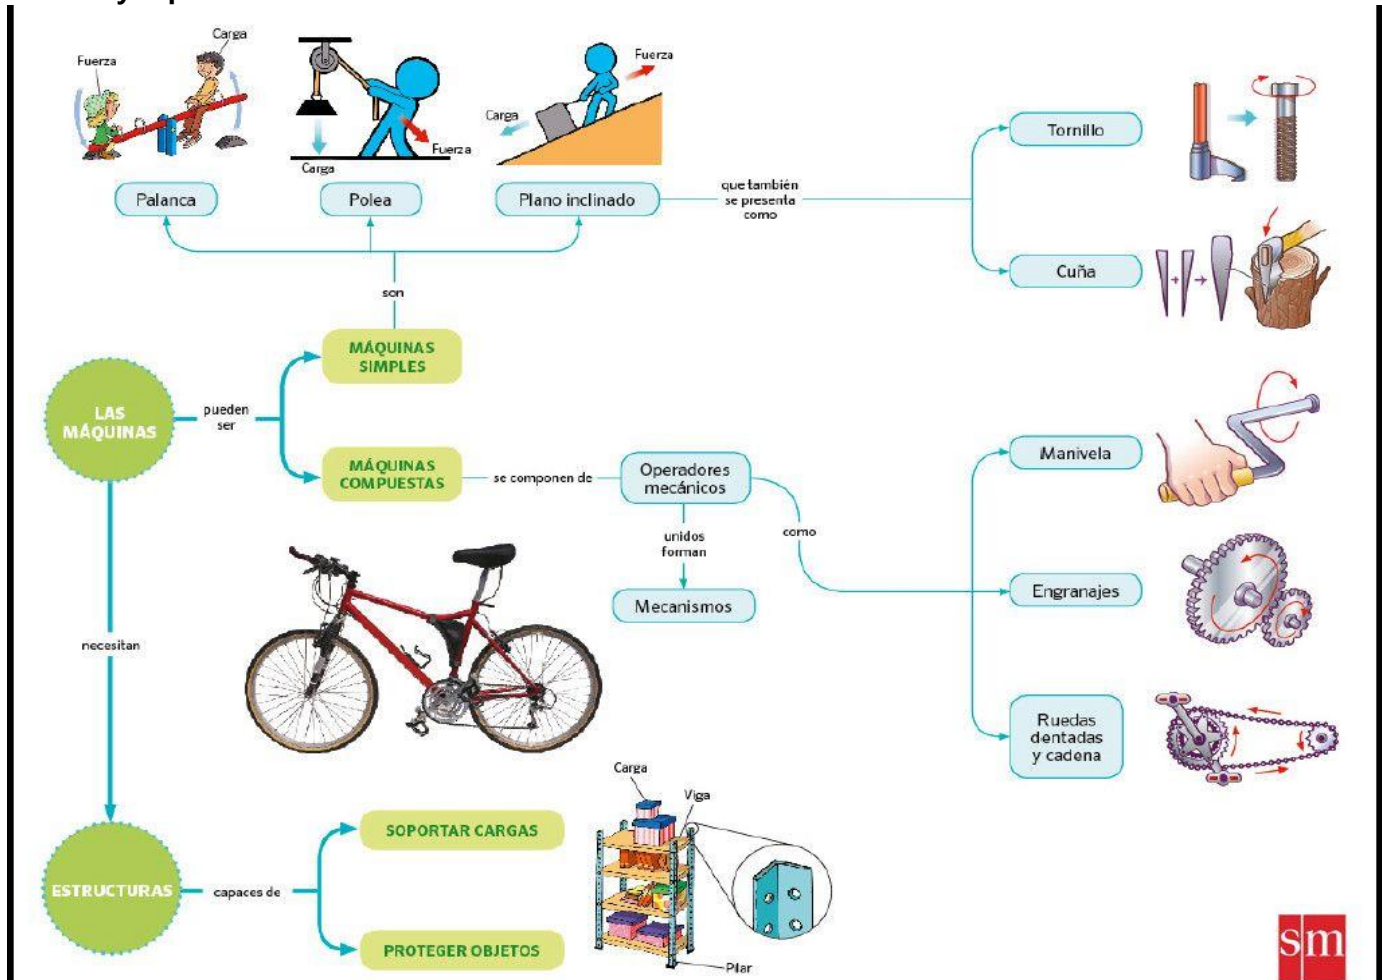 Carga
Fuerza
Fuerza
Carga
Fuerza
Carga
Palanca
Polea
Plano inclinado
que también
se presenta
como
Tornillo
Cuña
son
MÁQUINAS
SIMPLES
LAS
MÁQUINAS
pueden
ser
MÁQUINAS
COMPUESTAS
se componen de
Operadores
mecánicos
unidos
forman
Mecanismos
como
Manivela
Engranajes
Ruedas
dentadas
y cadena
necesitan
ESTRUCTURAS
capaces de
SOPORTAR CARGAS
PROTEGER OBJETOS
Carga
Viga
Pilar
sm